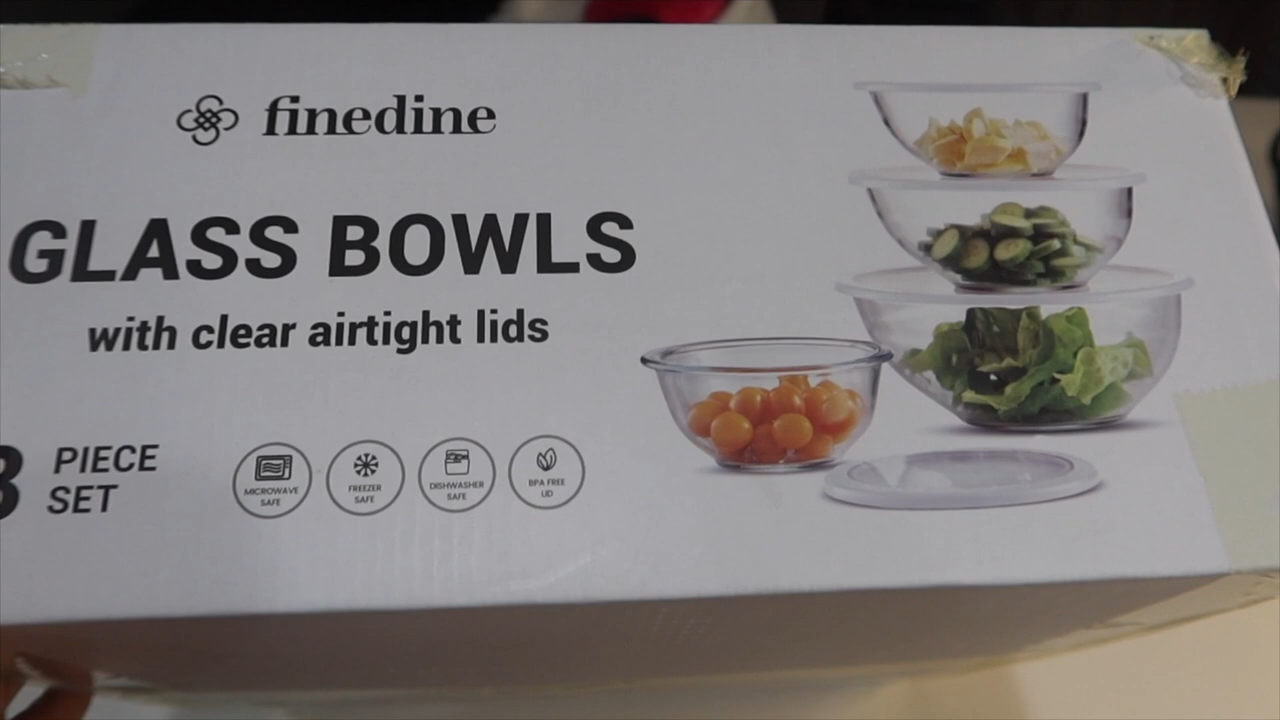 finedine
GLASS BOWLS
with clear airtight lids
PIECE
SET
MICROWAVE
SAFE
FREEZER
SAFE
DISHWASHER
SAFE
BPA FREE
LID